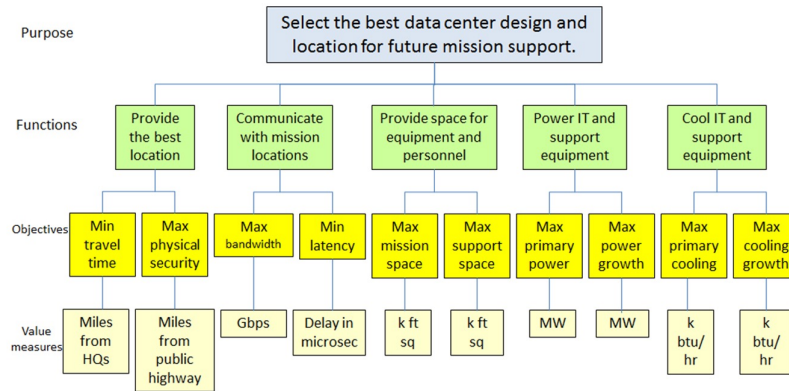 Purpose
Select the best data center design and
location for future mission support.
Functions
Provide
the best
location
Communicate
with mission
locations
Provide space for
equipment and
personnel
Power IT and
support
equipment
Cool IT and
support
equipment
Objectives
Min
travel
time
Max
physical
security
Max
bandwidth
Min
latency
Max
mission
space
Max
support
space
Max
primary
power
Max
power
growth
Max
primary
cooling
Max
cooling
growth
Value
measures
Miles
from
HQs
Miles
from
public
highway
Gbps
Delay in
microsec
k ft
sq
k ft
sq
MW
MW
k
btu/
hr
k
btu/
hr